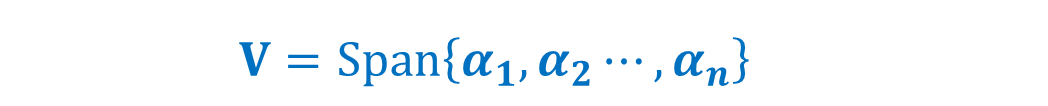 V = Span{α₁, α₂ ⋯, αₙ}